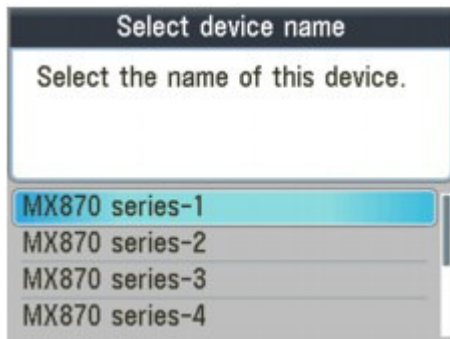 Select device name
Select the name of this device.
MX870 series-1
MX870 series-2
MX870 series-3
MX870 series-4